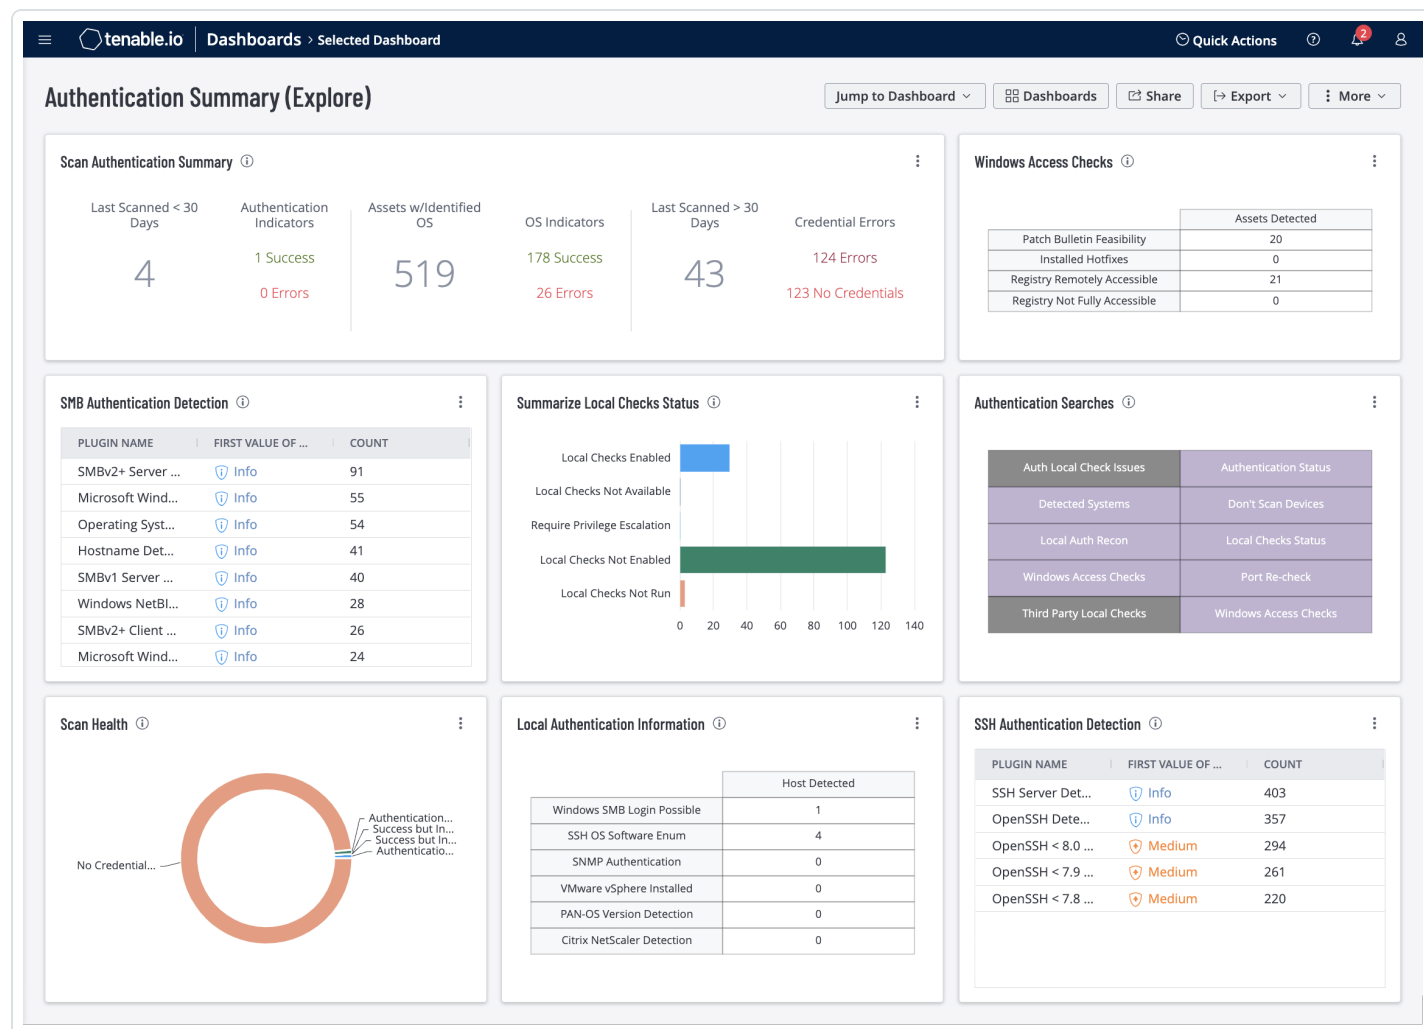 tenable.io Dashboards > Selected Dashboard Quick Actions 2
Authentication Summary (Explore)
Jump to Dashboard Dashboards Share Export More
Scan Authentication Summary
Last Scanned < 30 Days
4
Authentication Indicators
1 Success
0 Errors
Assets w/Identified OS
519
OS Indicators
178 Success
26 Errors
Last Scanned > 30 Days
43
Credential Errors
124 Errors
123 No Credentials
Windows Access Checks
Assets Detected
Patch Bulletin Feasibility 20
Installed Hotfixes 0
Registry Remotely Accessible 21
Registry Not Fully Accessible 0
SMB Authentication Detection
PLUGIN NAME FIRST VALUE OF ... COUNT
SMBv2+ Server ... Info 91
Microsoft Wind... Info 55
Operating Syst... Info 54
Hostname Det... Info 41
SMBv1 Server ... Info 40
Windows NetBI... Info 28
SMBv2+ Client ... Info 26
Microsoft Wind... Info 24
Summarize Local Checks Status
Local Checks Enabled
Local Checks Not Available
Require Privilege Escalation
Local Checks Not Enabled
Local Checks Not Run
0 20 40 60 80 100 120 140
Authentication Searches
Auth Local Check Issues Authentication Status
Detected Systems Don't Scan Devices
Local Auth Recon Local Checks Status
Windows Access Checks Port Re-check
Third Party Local Checks Windows Access Checks
Scan Health
Authentication...
Success but In...
Success but In...
Authenticatio...
No Credential...
Local Authentication Information
Host Detected
Windows SMB Login Possible 1
SSH OS Software Enum 4
SNMP Authentication 0
VMware vSphere Installed 0
PAN-OS Version Detection 0
Citrix NetScaler Detection 0
SSH Authentication Detection
PLUGIN NAME FIRST VALUE OF ... COUNT
SSH Server Det... Info 403
OpenSSH Dete... Info 357
OpenSSH < 8.0 ... Medium 294
OpenSSH < 7.9 ... Medium 261
OpenSSH < 7.8 ... Medium 220